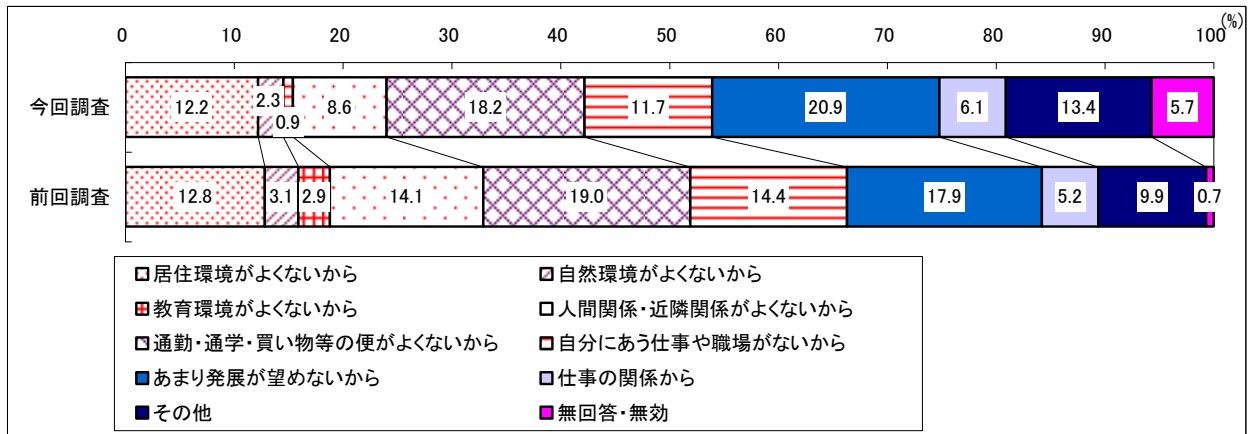 (%)
0 10 20 30 40 50 60 70 80 90 100
今回調査 12.2 2.3 0.9 8.6 18.2 11.7 20.9 6.1 13.4 5.7
前回調査 12.8 3.1 2.9 14.1 19.0 14.4 17.9 5.2 9.9 0.7
居住環境がよくないから 自然環境がよくないから
教育環境がよくないから 人間関係・近隣関係がよくないから
通勤・通学・買い物等の便がよくないから 自分にあう仕事や職場がないから
あまり発展が望めないから 仕事の関係から
その他 無回答・無効